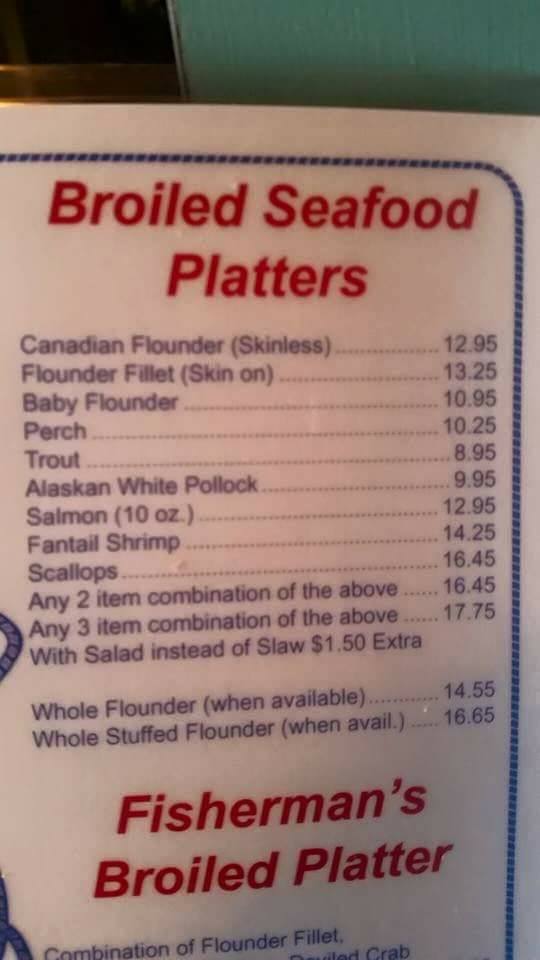 Broiled Seafood
Platters
Canadian Flounder (Skinless) 12.95
Flounder Fillet (Skin on) 13.25
Baby Flounder 10.95
Perch 10.25
Trout 8.95
Alaskan White Pollock 9.95
Salmon (10 oz.) 12.95
Fantail Shrimp 14.25
Scallops 16.45
Any 2 item combination of the above 16.45
Any 3 item combination of the above 17.75
With Salad instead of Slaw $1.50 Extra
Whole Flounder (when available) 14.55
Whole Stuffed Flounder (when avail.) 16.65
Fisherman's
Broiled Platter
Combination of Flounder Fillet,
Deviled Crab